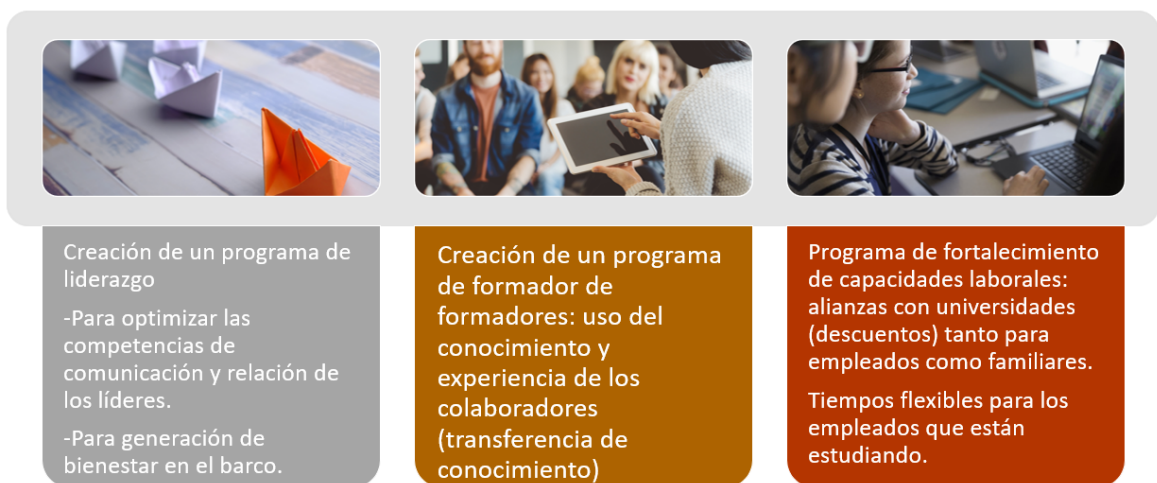 Creación de un programa de
liderazgo
-Para optimizar las
competencias de
comunicación y relación de
los líderes.
-Para generación de
bienestar en el barco.
Creación de un programa
de formador de
formadores: uso del
conocimiento y
experiencia de los
colaboradores
(transferencia de
conocimiento)
Programa de fortalecimiento
de capacidades laborales:
alianzas con universidades
(descuentos) tanto para
empleados como familiares.
Tiempos flexibles para los
empleados que están
estudiando.